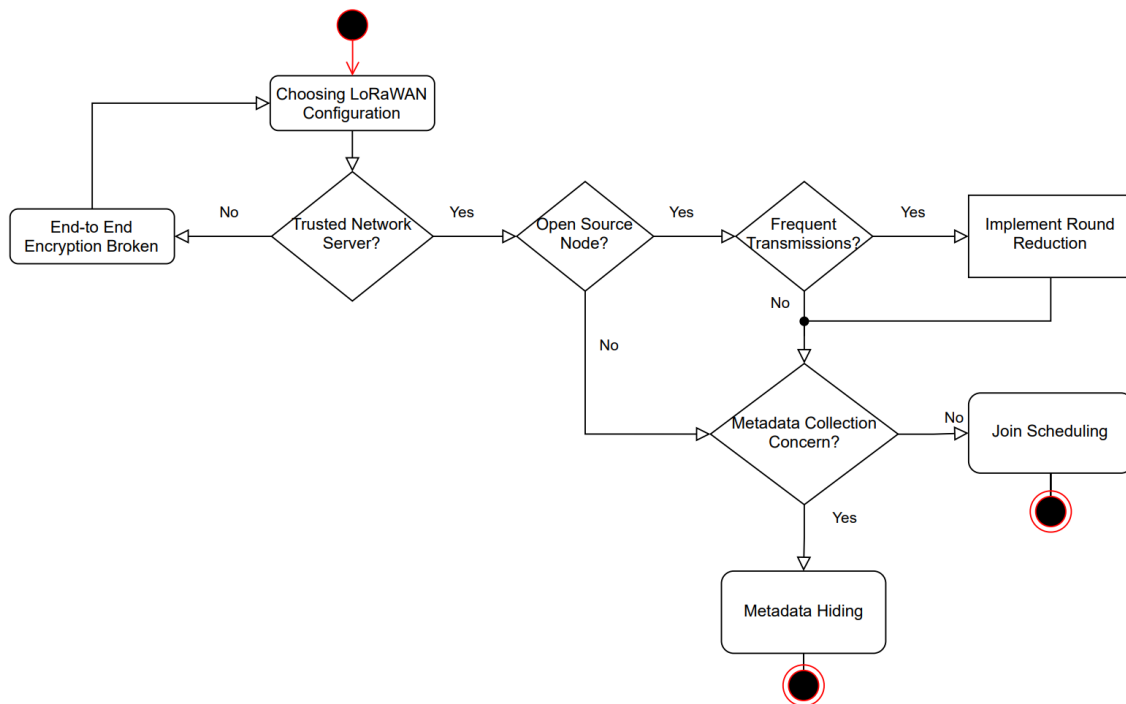 Choosing LoRaWAN
Configuration
End-to End
Encryption Broken
No
Trusted Network
Server?
Yes
Open Source
Node?
Yes
Frequent
Transmissions?
Yes
Implement Round
Reduction
No
No
Metadata Collection
Concern?
No
Join Scheduling
Yes
Metadata Hiding